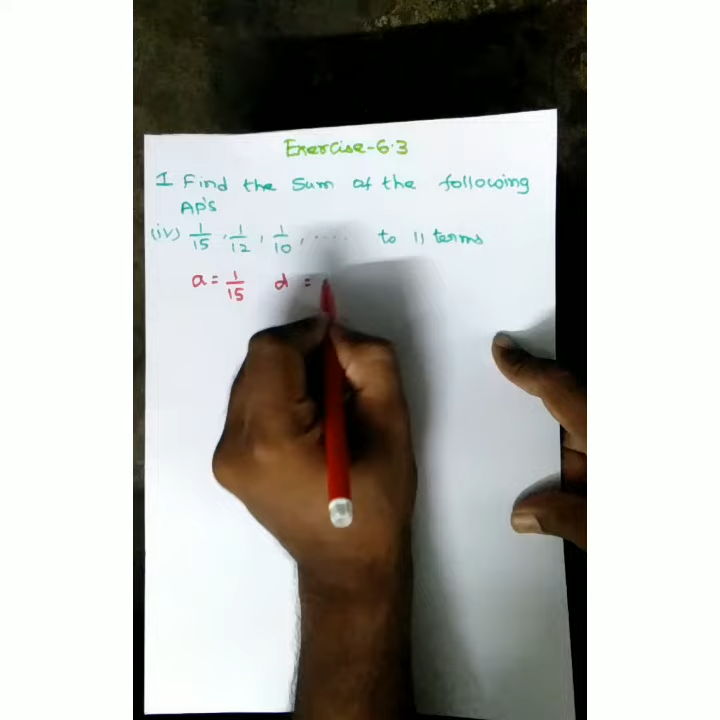 Exercise-6.3
1 Find the sum of the following
AP's
(iv) 1/15, 1/12, 1/10, ..... to 11 terms
a = 1/15 d =